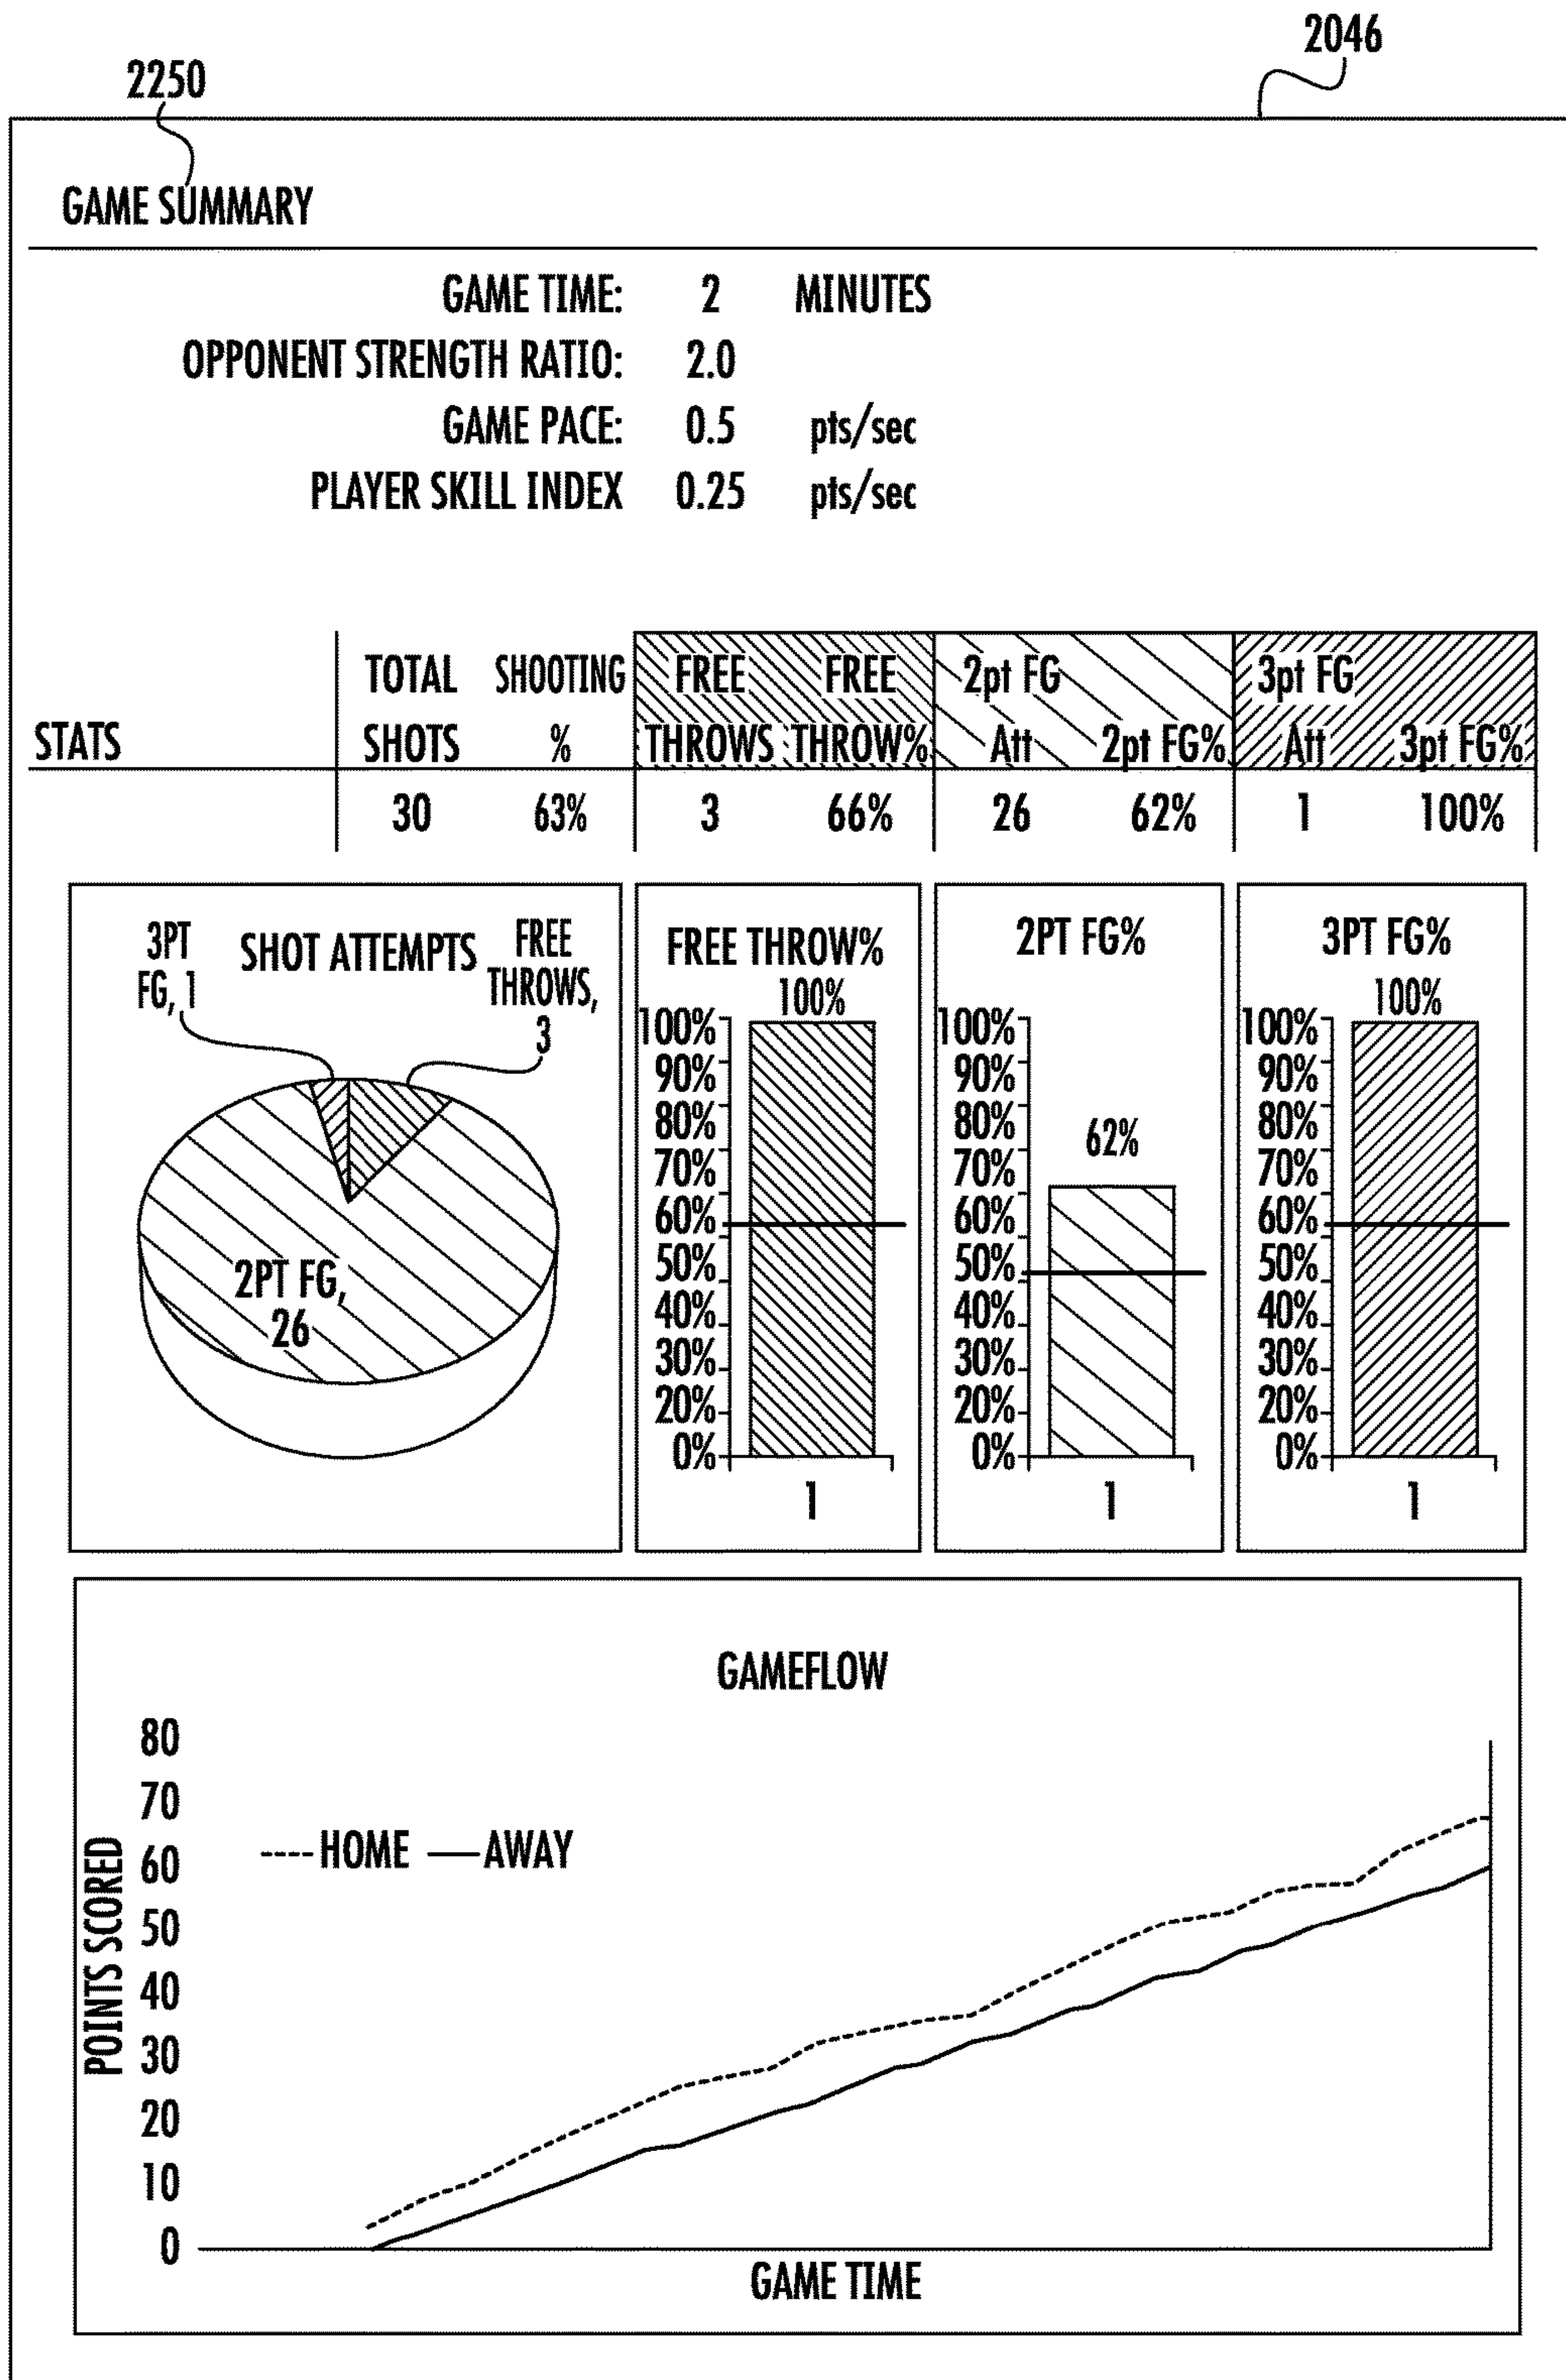 2250
2046
GAME SUMMARY
GAME TIME: 2 MINUTES
OPPONENT STRENGTH RATIO: 2.0
GAME PACE: 0.5 pts/sec
PLAYER SKILL INDEX 0.25 pts/sec
TOTAL SHOOTING FREE FREE 2pt FG 3pt FG
STATS SHOTS % THROWS THROW% Att 2pt FG% Att 3pt FG%
30 63% 3 66% 26 62% 1 100%
SHOT ATTEMPTS
3PT
FG, 1
FREE
THROWS,
3
2PT FG,
26
FREE THROW%
100%
100%
90%
80%
70%
60%
50%
40%
30%
20%
0%
1
2PT FG%
62%
100%
90%
80%
70%
60%
50%
40%
30%
20%
0%
1
3PT FG%
100%
100%
90%
80%
70%
60%
50%
40%
30%
20%
0%
1
GAMEFLOW
POINTS SCORED
80
70
60
50
40
30
20
10
0
HOME AWAY
GAME TIME